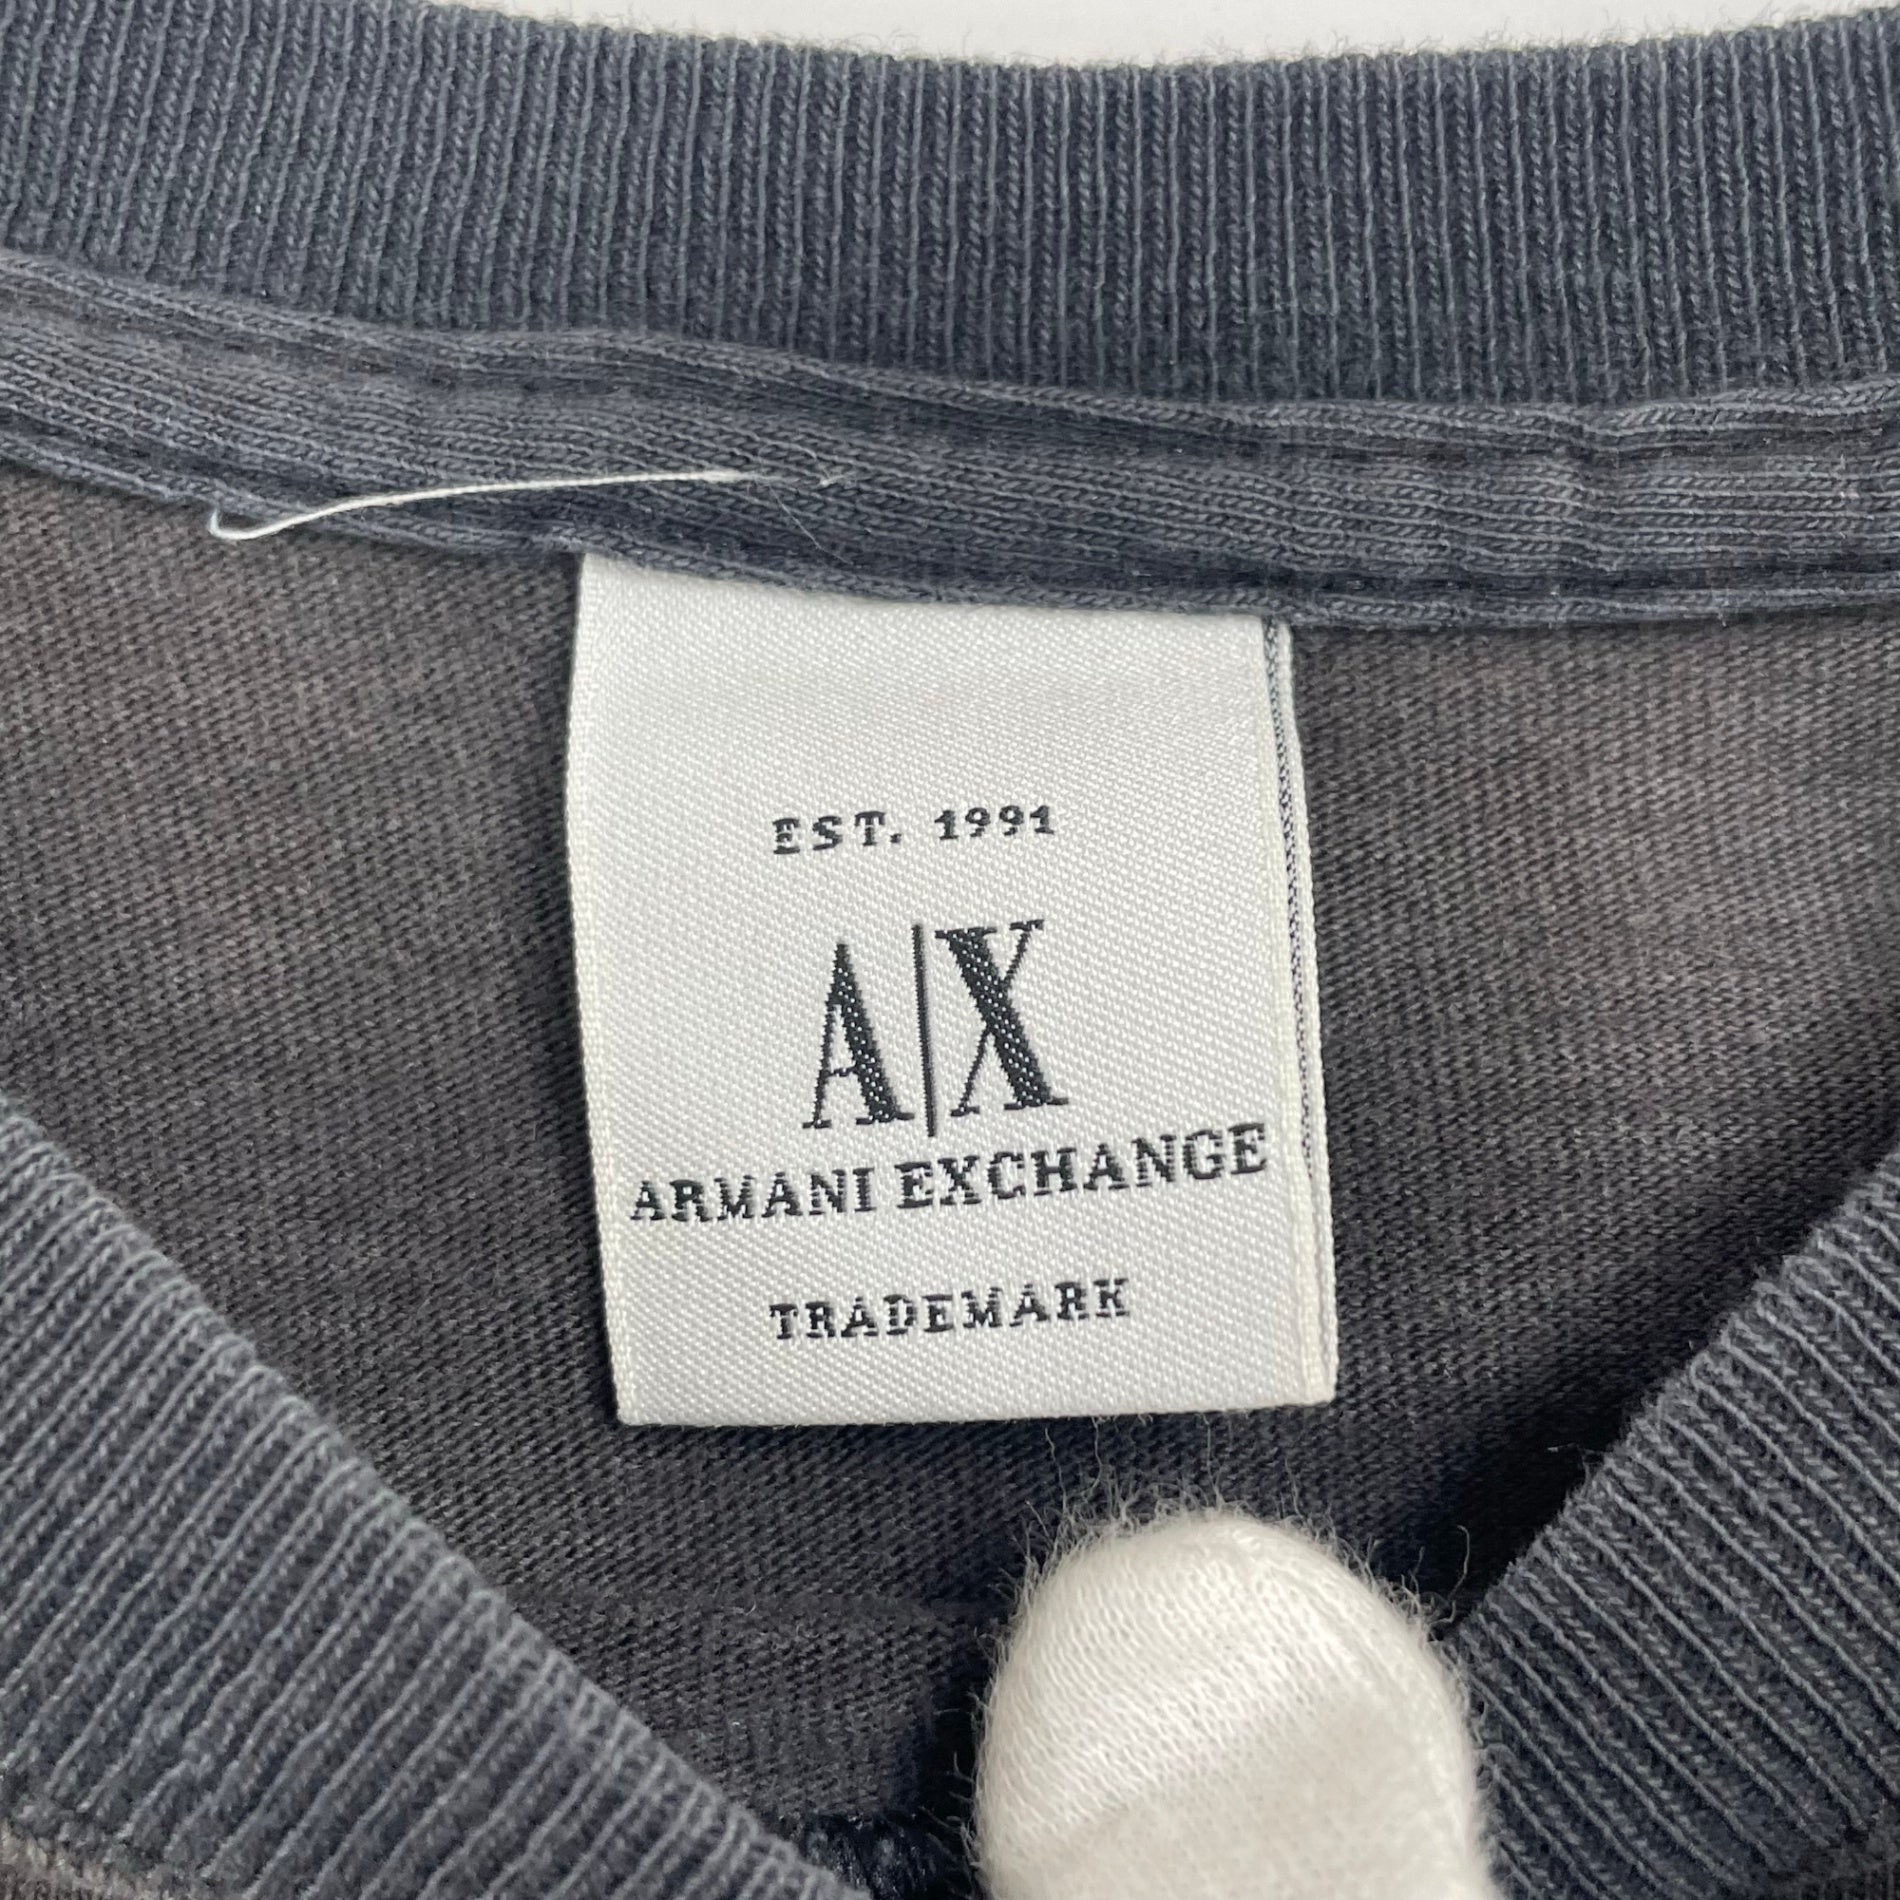 EST. 1991
A|X
ARMANI EXCHANGE
TRADEMARK